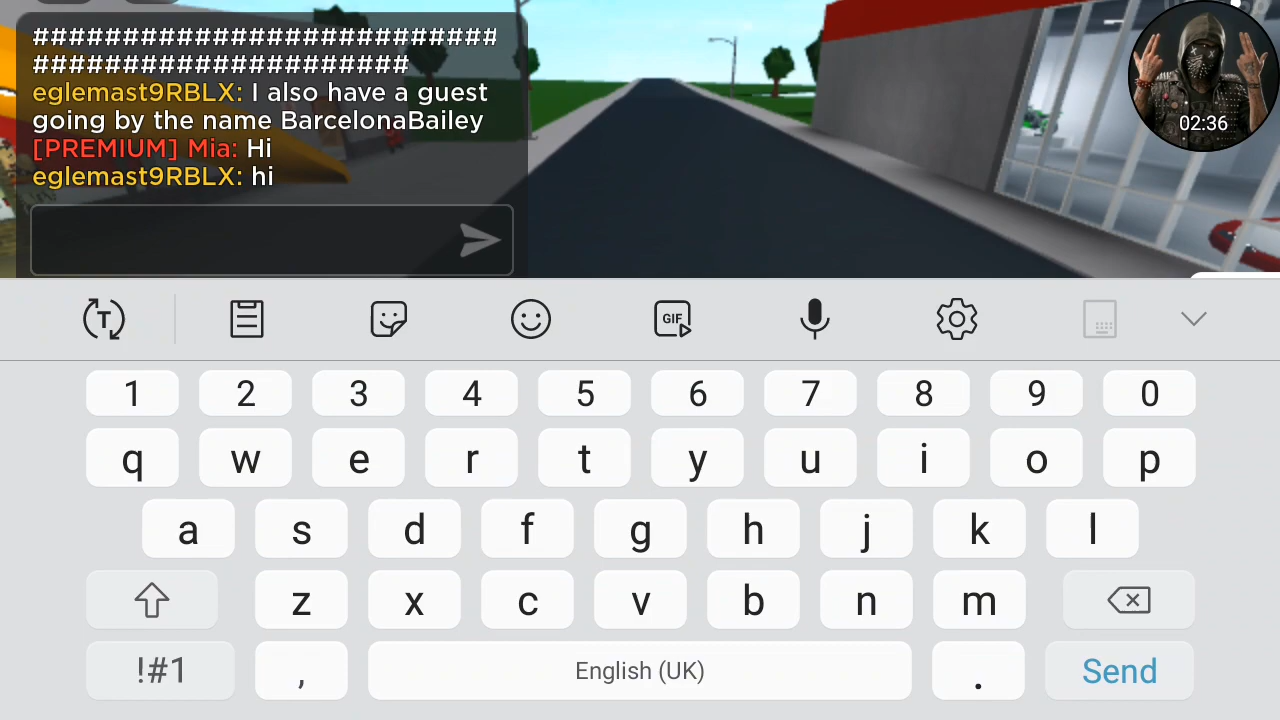 ##########################
#####################
eglemast9RBLX: I also have a guest
going by the name BarcelonaBailey
[PREMIUM] Mia: Hi
eglemast9RBLX: hi
02:36
T
GIF
1 2 3 4 5 6 7 8 9 0
q w e r t y u i o p
a s d f g h j k l
z x c v b n m
!#1 , English (UK) . Send